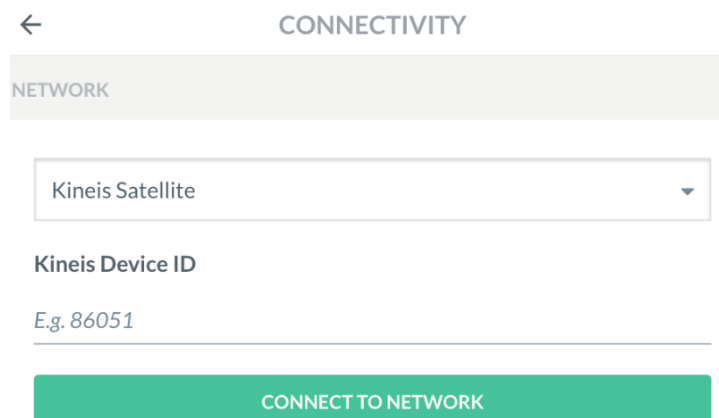 CONNECTIVITY
NETWORK
Kineis Satellite
Kineis Device ID
E.g. 86051
CONNECT TO NETWORK